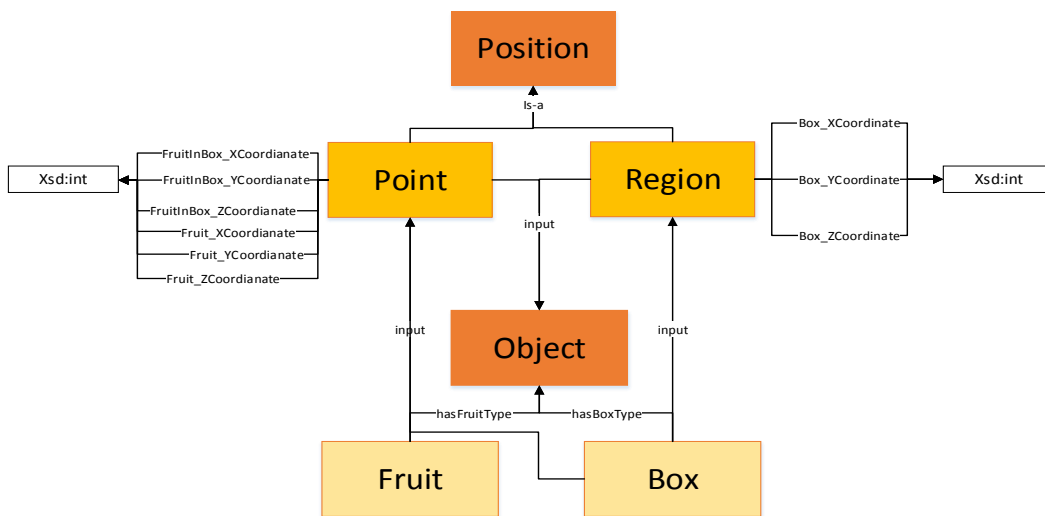 Position
Is-a
FruitInBox_XCoordianate
FruitInBox_YCoordianate
FruitInBox_ZCoordianate
Fruit_XCoordianate
Fruit_YCoordianate
Fruit_ZCoordianate
Xsd:int
Point
Region
Box_XCoordinate
Box_YCoordinate
Box_ZCoordinate
Xsd:int
input
input
input
Object
hasFruitType
hasBoxType
Fruit
Box